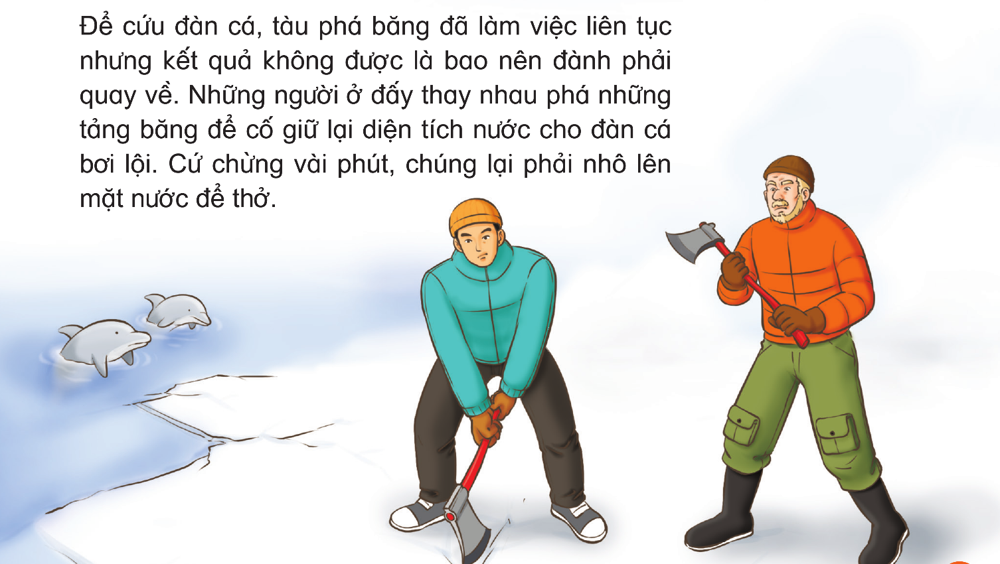 Để cứu đàn cá, tàu phá băng đã làm việc liên tục
nhưng kết quả không được là bao nên đành phải
quay về. Những người ở đấy thay nhau phá những
tảng băng để cố giữ lại diện tích nước cho đàn cá
bơi lội. Cứ chừng vài phút, chúng lại phải nhô lên
mặt nước để thở.